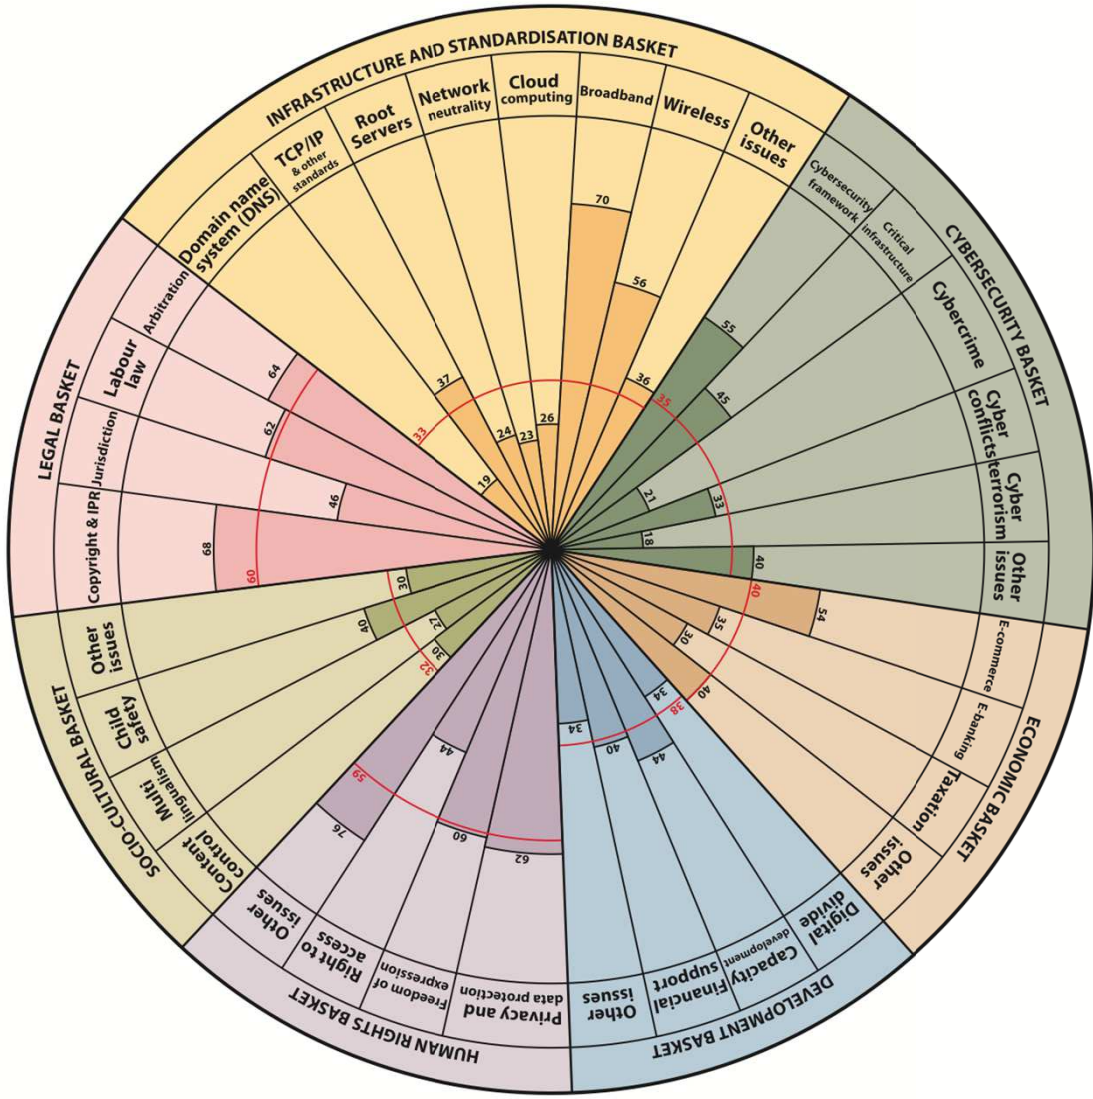 INFRASTRUCTURE AND STANDARDISATION BASKET
Domain name
system (DNS)
TCP/IP
& other
standards
Root
Servers
Network
neutrality
Cloud
computing
Broadband
Wireless
Other
issues
19
37
24
23
26
70
56
36
33
CYBERSECURITY BASKET
Cybersecurity
framework
Critical
infrastructure
Cybercrime
Cyber
conflicts
Cyber
terrorism
Other
issues
55
45
21
33
18
40
35
ECONOMIC BASKET
E-commerce
E-banking
Taxation
Other
issues
54
35
30
40
40
DEVELOPMENT BASKET
Digital
divide
Capacity
development
Financial
support
Other
issues
34
44
40
34
38
HUMAN RIGHTS BASKET
Privacy and
data protection
Freedom of
expression
Right to
access
Other
issues
62
60
44
76
59
SOCIO-CULTURAL BASKET
Content
control
Multi
lingualism
Child
safety
Other
issues
30
27
40
30
32
LEGAL BASKET
Copyright & IPR
Jurisdiction
Labour
law
Arbitration
68
46
62
64
60